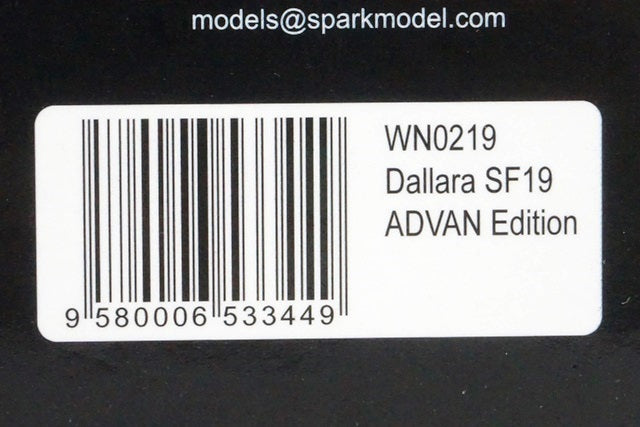 models@sparkmodel.com
WN0219
Dallara SF19
ADVAN Edition
9 580006 533449